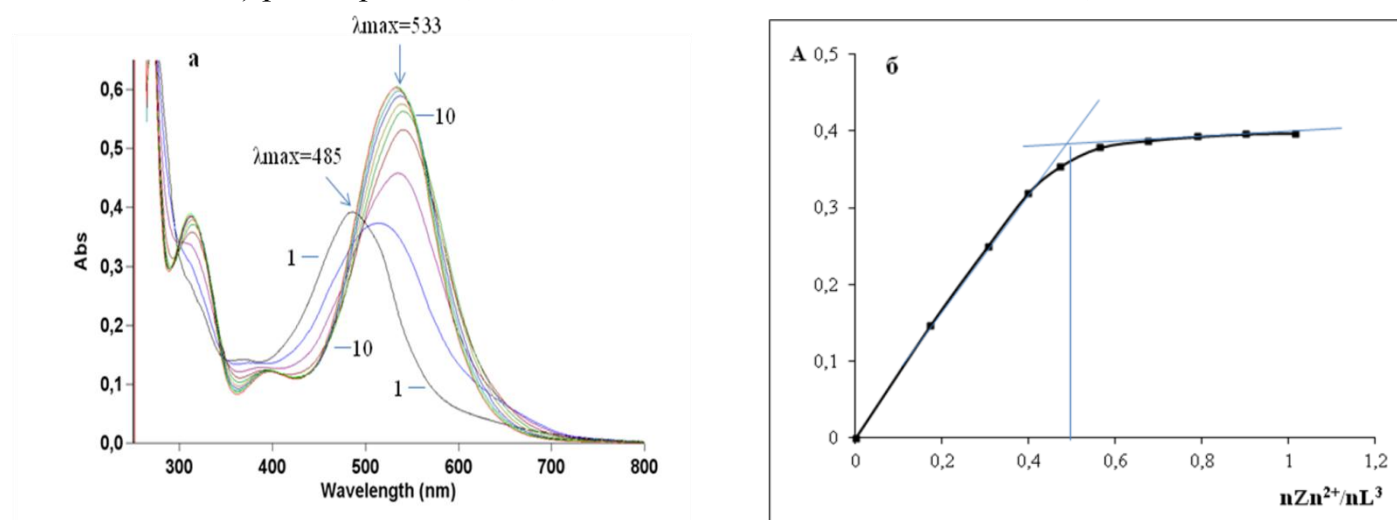 λmax=533
а
0,6
10
0,5
λmax=485
0,4
Abs
0,3
1
0,2
10
0,1
1
0,0
300 400 500 600 700 800
Wavelength (nm)
А 0,5
б
0,4
0,3
0,2
0,1
0
0 0,2 0,4 0,6 0,8 1 1,2
nZn²⁺/nL³